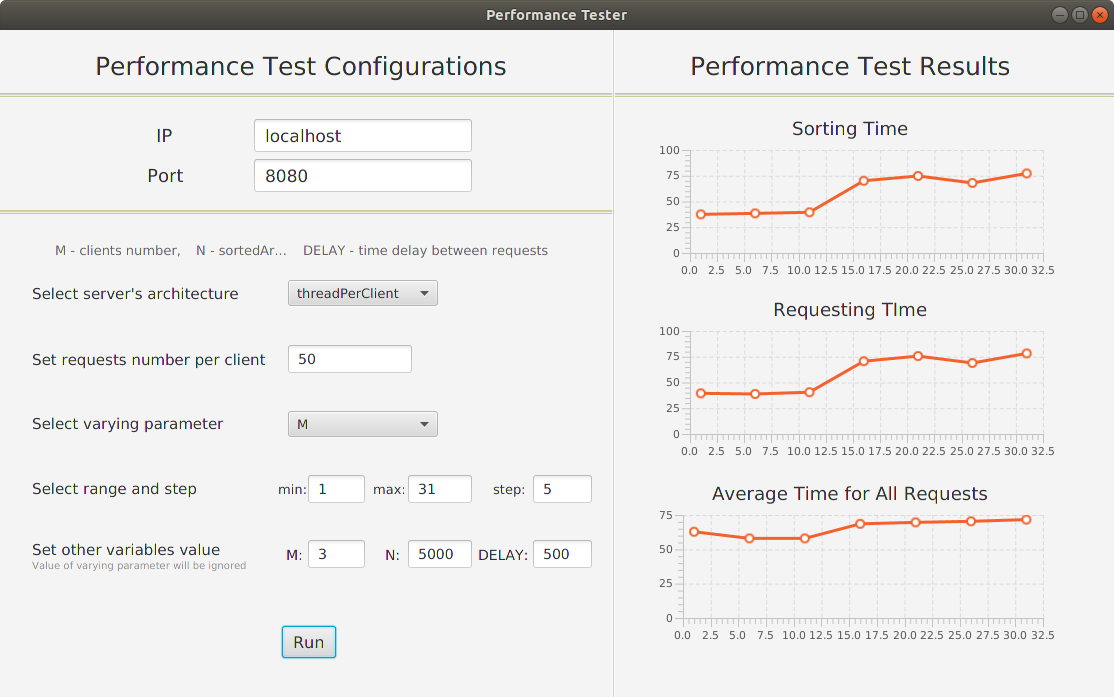 Performance Tester
Performance Test Configurations
IP localhost
Port 8080
M - clients number, N - sortedAr... DELAY - time delay between requests
Select server's architecture threadPerClient
Set requests number per client 50
Select varying parameter M
Select range and step min: 1 max: 31 step: 5
Set other variables value M: 3 N: 5000 DELAY: 500
Value of varying parameter will be ignored
Run
Performance Test Results
Sorting Time
100
75
50
25
0
0.0 2.5 5.0 7.5 10.0 12.5 15.0 17.5 20.0 22.5 25.0 27.5 30.0 32.5
Requesting TIme
100
75
50
25
0
0.0 2.5 5.0 7.5 10.0 12.5 15.0 17.5 20.0 22.5 25.0 27.5 30.0 32.5
Average Time for All Requests
75
50
25
0
0.0 2.5 5.0 7.5 10.0 12.5 15.0 17.5 20.0 22.5 25.0 27.5 30.0 32.5